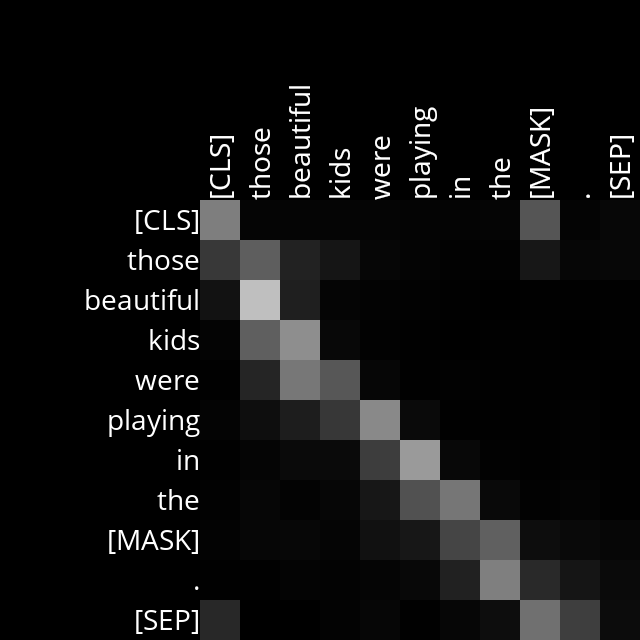 [CLS]
those
beautiful
kids
were
playing
in
the
[MASK]
.
[SEP]
[CLS]
those
beautiful
kids
were
playing
in
the
[MASK]
.
[SEP]